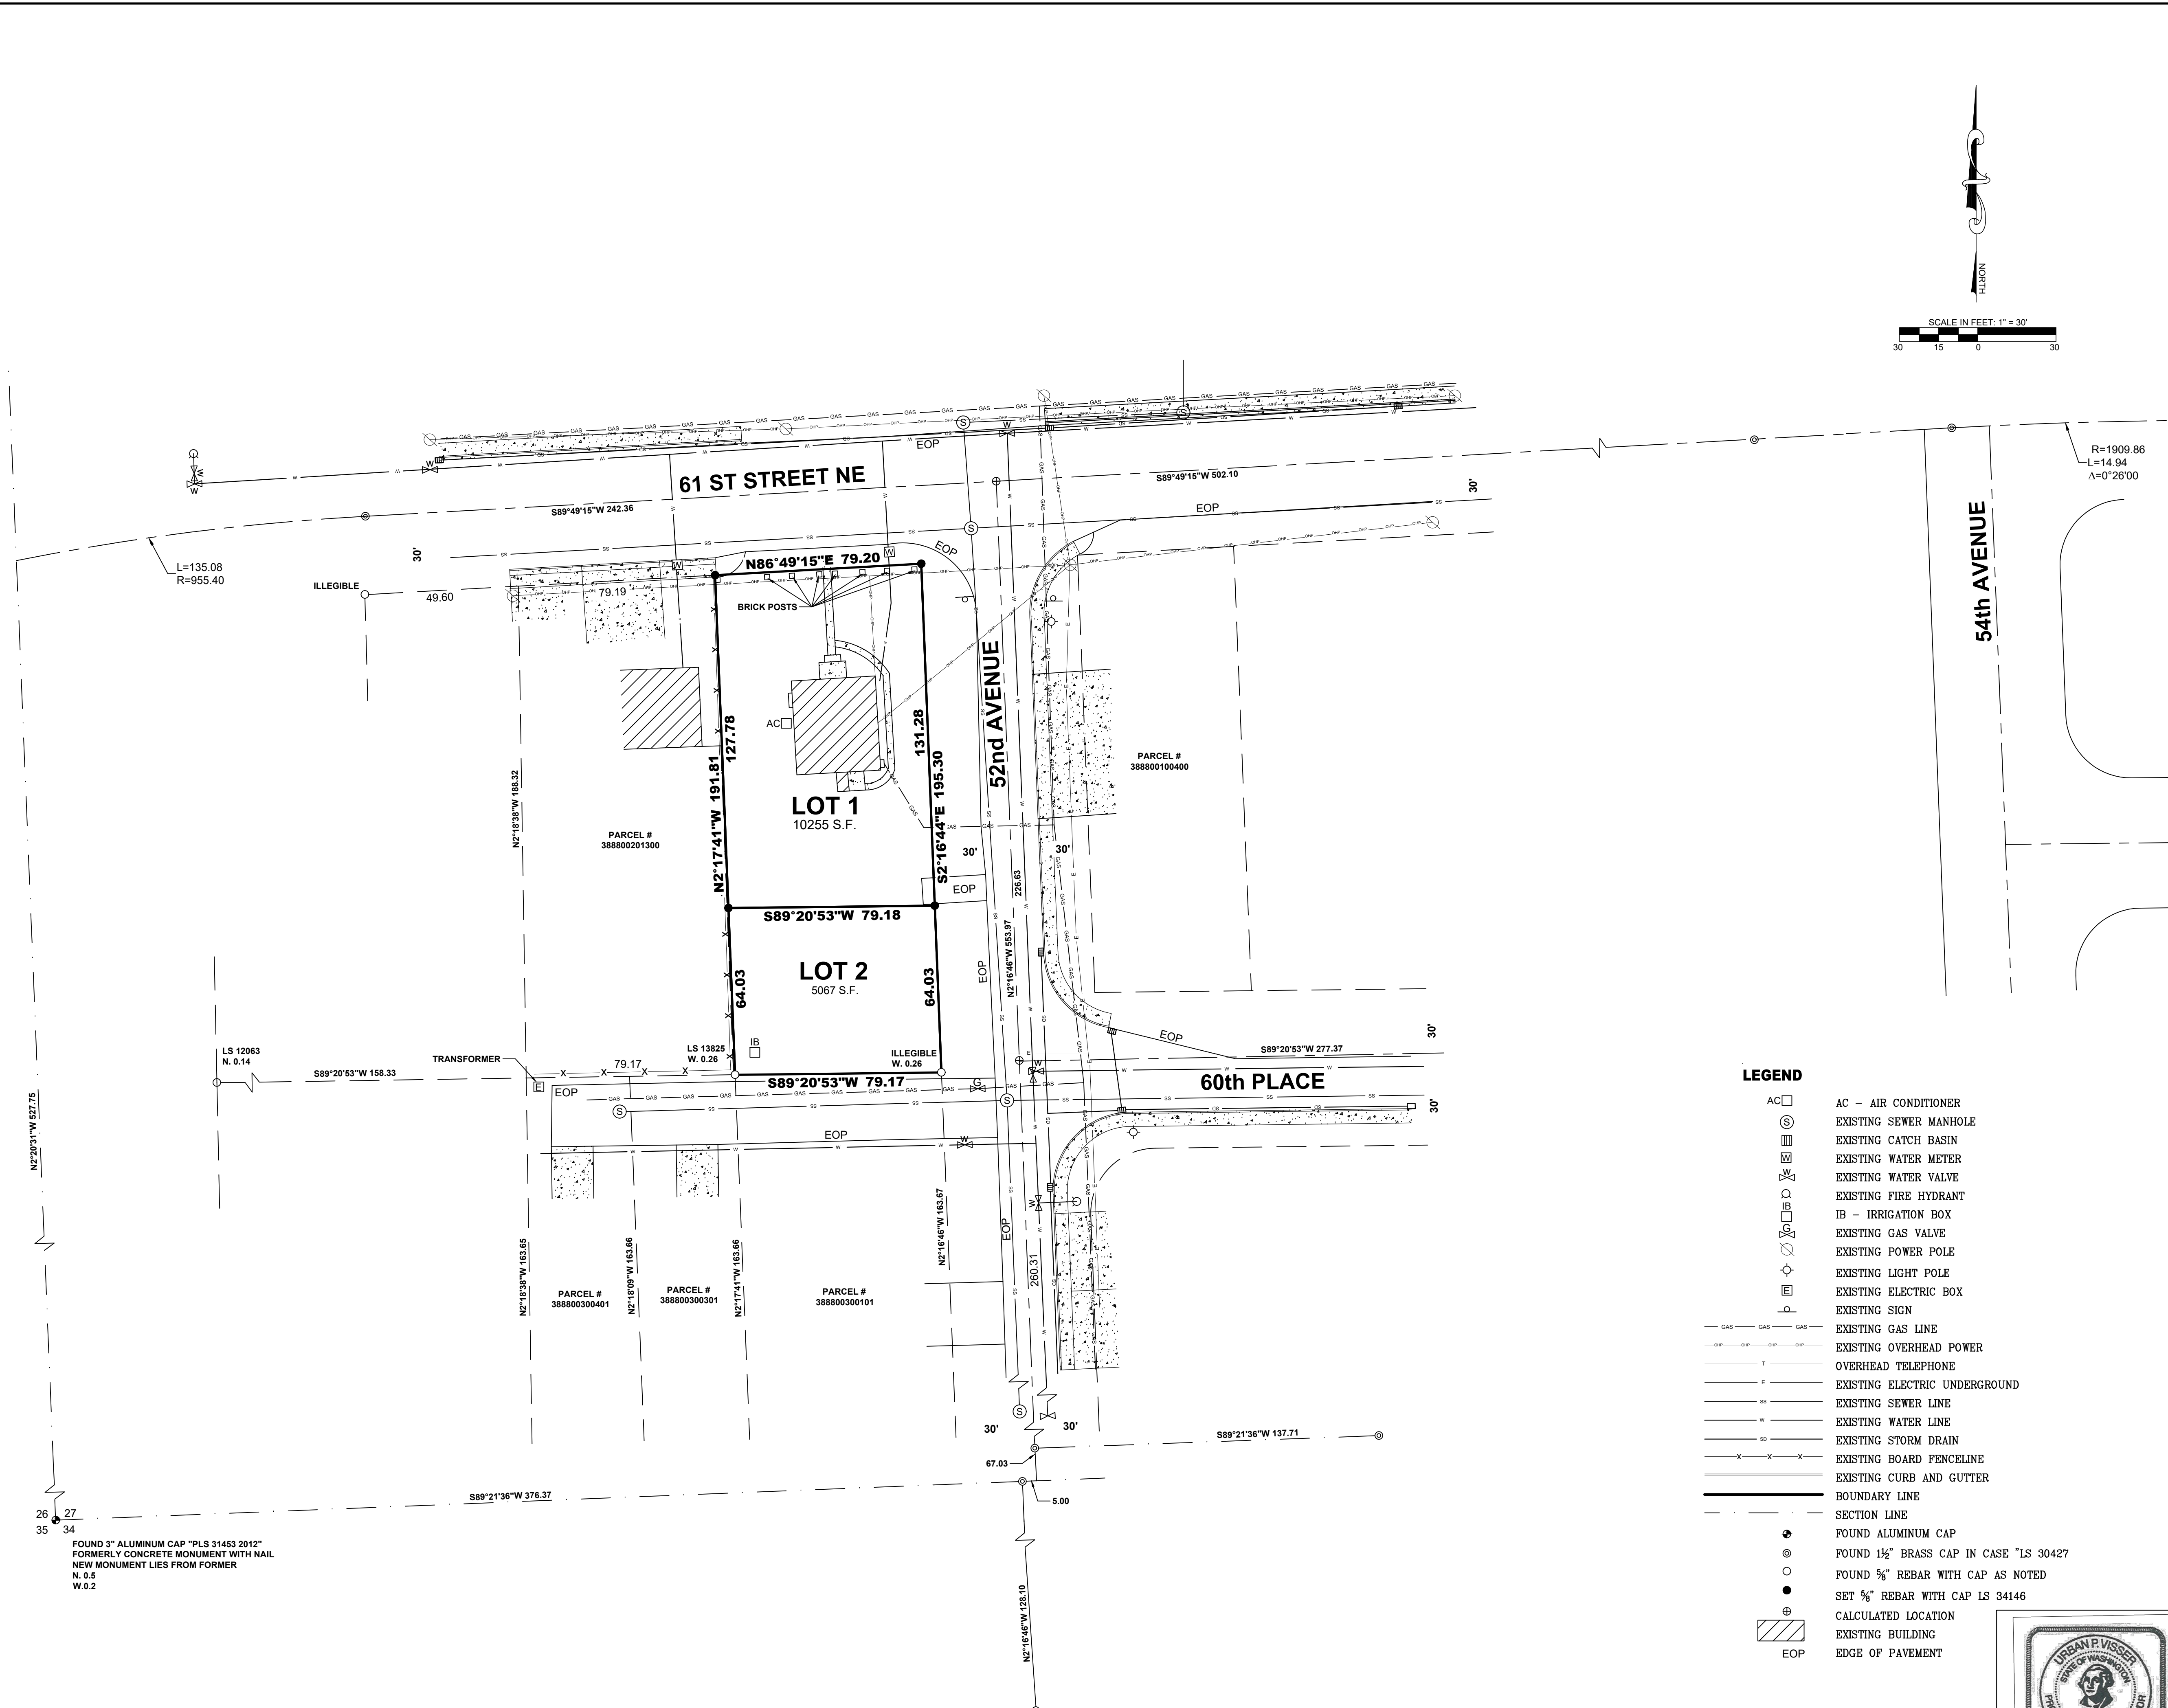 NORTH
SCALE IN FEET: 1" = 30'
30 15 0 30
R=1909.86
L=14.94
Δ=0°26'00
54th AVENUE
61 ST STREET NE
EOP
S89°49'15"W 502.10
30'
EOP
S89°49'15"W 242.36
30'
L=135.08
R=955.40
ILLEGIBLE
49.60
79.19
N86°49'15"E 79.20
EOP
BRICK POSTS
52nd AVENUE
AC
127.78
131.28
N2°17'41"W 191.81
S2°16'44"E 195.30
LOT 1
10255 S.F.
PARCEL #
388800100400
PARCEL #
388800201300
N2°18'38"W 188.32
30'
30'
EOP
226.63
N2°16'46"W 553.97
S89°20'53"W 79.18
LOT 2
5067 S.F.
64.03
64.03
EOP
IB
ILLEGIBLE
W. 0.26
LS 13825
W. 0.26
TRANSFORMER
79.17
S89°20'53"W 79.17
LS 12063
N. 0.14
S89°20'53"W 158.33
N2°20'31"W 527.75
EOP
EOP
EOP
S89°20'53"W 277.37
30'
30'
60th PLACE
EOP
EOP
N2°18'38"W 163.65
N2°18'09"W 163.66
N2°17'41"W 163.66
N2°16'46"W 163.67
PARCEL #
388800300401
PARCEL #
388800300301
PARCEL #
388800300101
260.31
30'
30'
S89°21'36"W 137.71
67.03
5.00
S89°21'36"W 376.37
N2°16'46"W 128.10
26 27
35 34
FOUND 3" ALUMINUM CAP "PLS 31453 2012"
FORMERLY CONCRETE MONUMENT WITH NAIL
NEW MONUMENT LIES FROM FORMER
N. 0.5
W.0.2
LEGEND
AC AC - AIR CONDITIONER
S EXISTING SEWER MANHOLE
EXISTING CATCH BASIN
W EXISTING WATER METER
W EXISTING WATER VALVE
EXISTING FIRE HYDRANT
IB IB - IRRIGATION BOX
G EXISTING GAS VALVE
EXISTING POWER POLE
EXISTING LIGHT POLE
E EXISTING ELECTRIC BOX
EXISTING SIGN
GAS GAS GAS EXISTING GAS LINE
OHP OHP OHP OHP EXISTING OVERHEAD POWER
T OVERHEAD TELEPHONE
E EXISTING ELECTRIC UNDERGROUND
SS EXISTING SEWER LINE
W EXISTING WATER LINE
SD EXISTING STORM DRAIN
X X X EXISTING BOARD FENCELINE
EXISTING CURB AND GUTTER
BOUNDARY LINE
SECTION LINE
FOUND ALUMINUM CAP
FOUND 1½" BRASS CAP IN CASE "LS 30427
FOUND ⅝" REBAR WITH CAP AS NOTED
SET ⅝" REBAR WITH CAP LS 34146
CALCULATED LOCATION
EXISTING BUILDING
EOP EDGE OF PAVEMENT
URBAN P. VISSER
STATE OF WASHINGTON